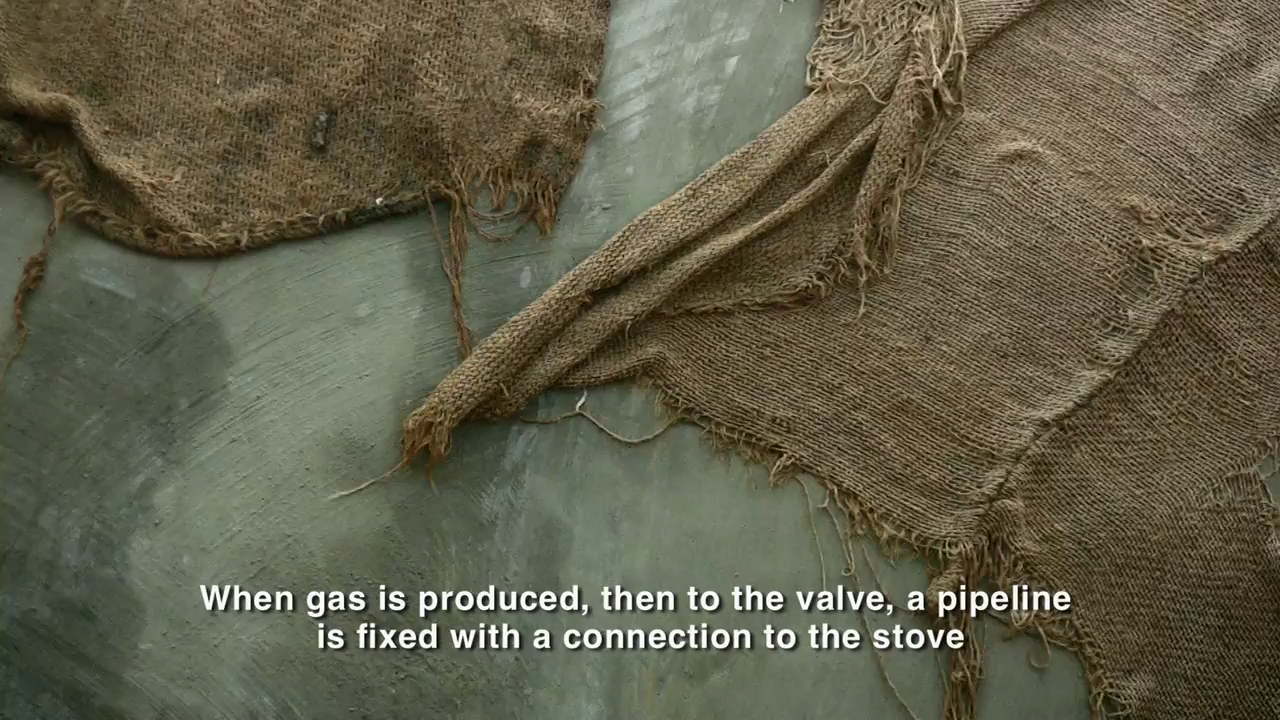 When gas is produced, then to the valve, a pipeline
is fixed with a connection to the stove